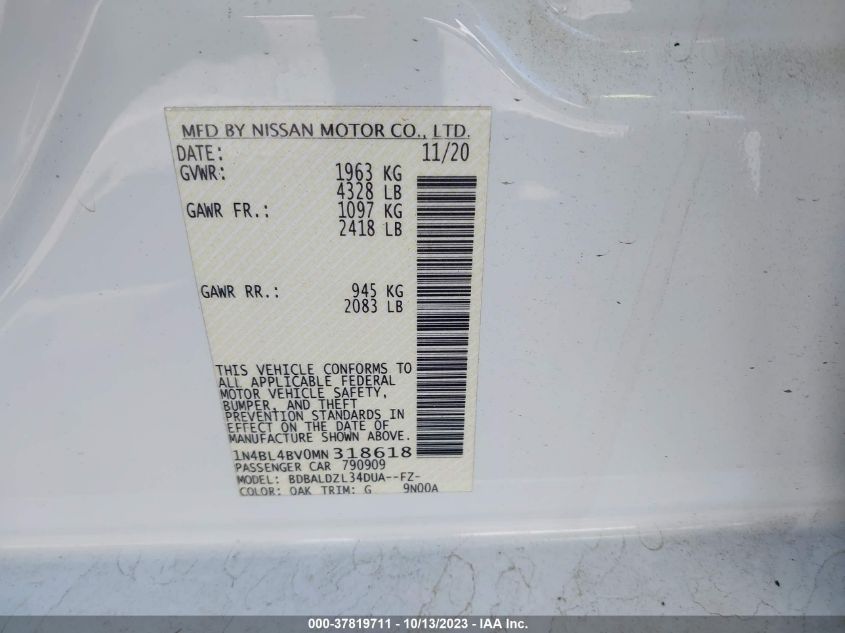 MFD BY NISSAN MOTOR CO., LTD.
DATE: 11/20
GVWR: 1963 KG
4328 LB
GAWR FR.: 1097 KG
2418 LB
GAWR RR.: 945 KG
2083 LB
THIS VEHICLE CONFORMS TO
ALL APPLICABLE FEDERAL
MOTOR VEHICLE SAFETY,
BUMPER, AND THEFT
PREVENTION STANDARDS IN
EFFECT ON THE DATE OF
MANUFACTURE SHOWN ABOVE.
1N4BL4BV0MN 318618
PASSENGER CAR 790909
MODEL: BDBALDZL34DUA--FZ-
COLOR: QAK TRIM: G 9N00A
000-37819711 - 10/13/2023 - IAA Inc.